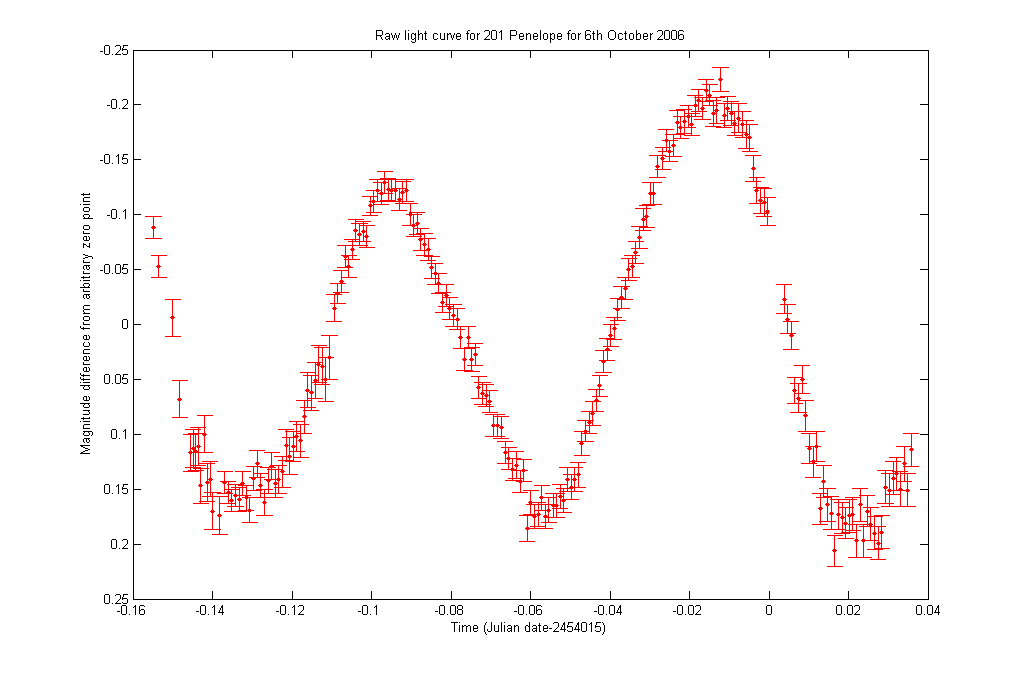 Raw light curve for 201 Penelope for 6th October 2006
Magnitude difference from arbitrary zero point
-0.25
-0.2
-0.15
-0.1
-0.05
0
0.05
0.1
0.15
0.2
0.25
-0.16 -0.14 -0.12 -0.1 -0.08 -0.06 -0.04 -0.02 0 0.02 0.04
Time (Julian date-2454015)